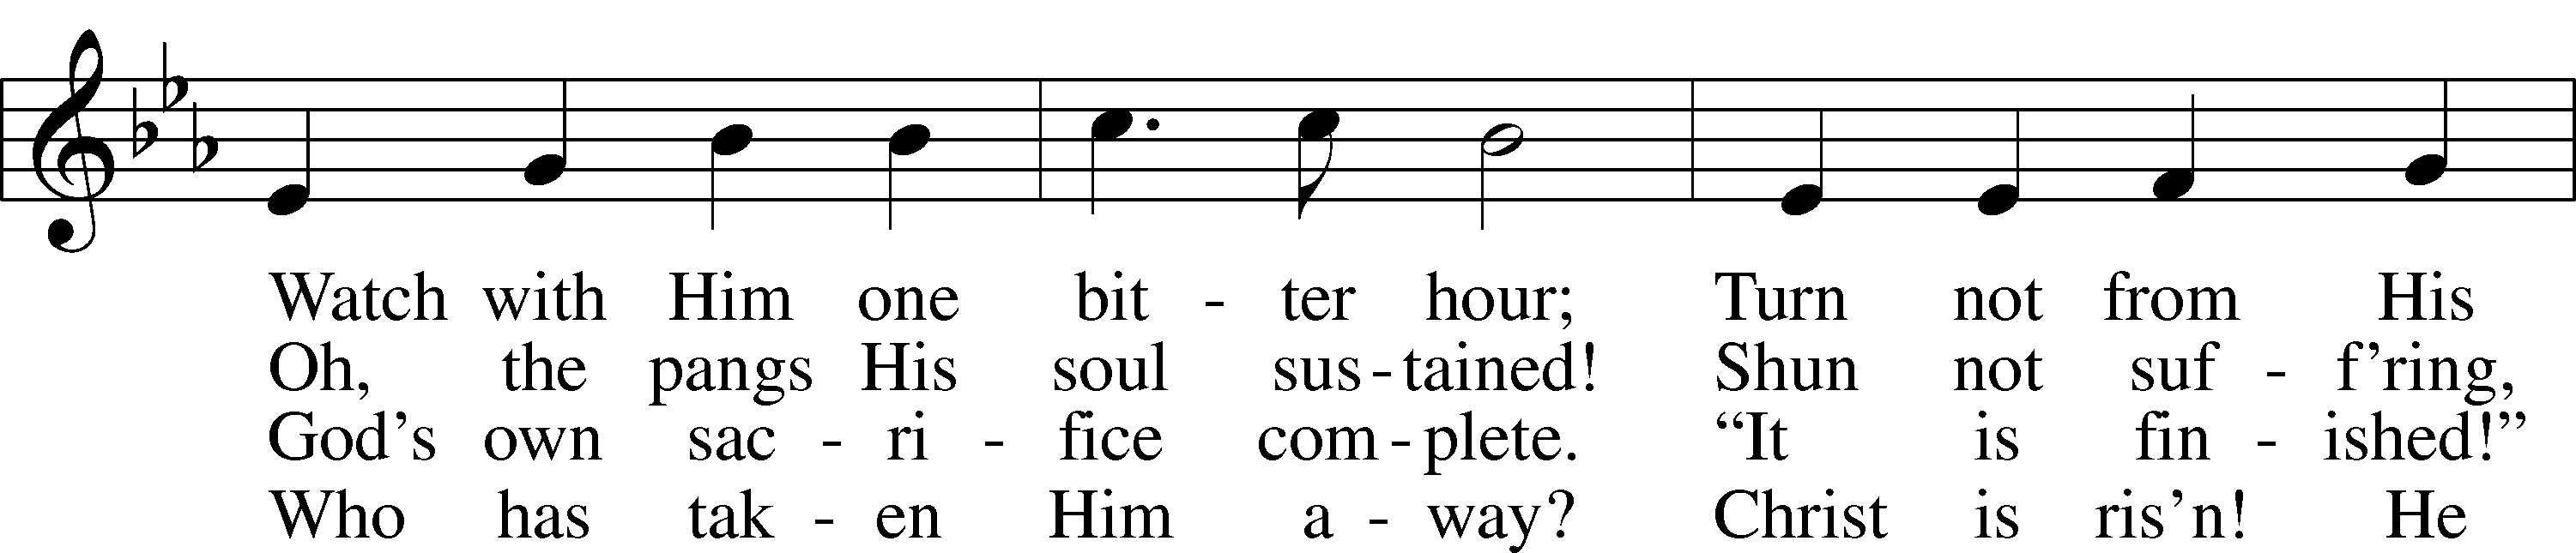 Watch with Him one bit - ter hour; Turn not from His
Oh, the pangs His soul sus - tained! Shun not suf - f’ring,
God’s own sac - ri - fice com - plete. “It is fin - ished!”
Who has tak - en Him a - way? Christ is ris’n! He